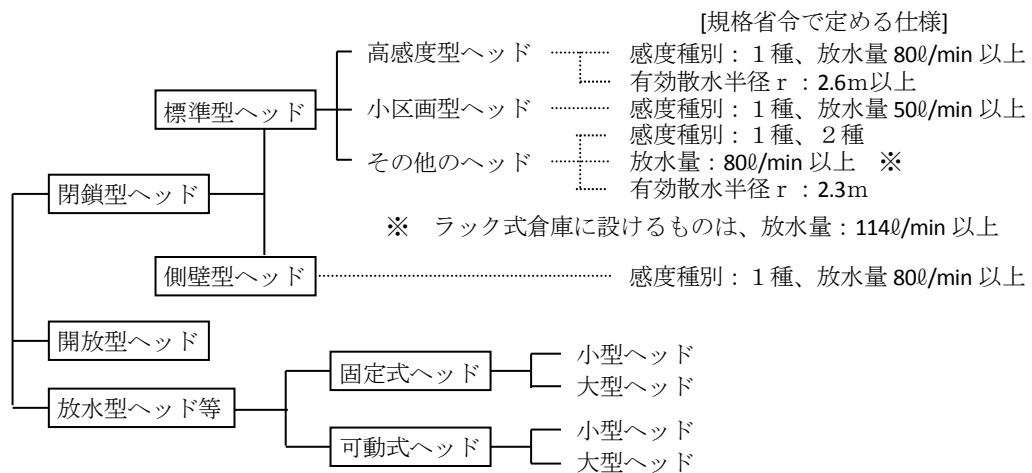 [規格省令で定める仕様]
高感度型ヘッド 感度種別：１種、放水量 80ℓ/min 以上
有効散水半径ｒ：2.6ｍ以上
標準型ヘッド
小区画型ヘッド 感度種別：１種、放水量 50ℓ/min 以上
感度種別：１種、２種
その他のヘッド 放水量：80ℓ/min 以上 ※
有効散水半径ｒ：2.3ｍ
閉鎖型ヘッド
※ ラック式倉庫に設けるものは、放水量：114ℓ/min 以上
側壁型ヘッド 感度種別：１種、放水量 80ℓ/min 以上
開放型ヘッド
放水型ヘッド等
固定式ヘッド
小型ヘッド
大型ヘッド
可動式ヘッド
小型ヘッド
大型ヘッド